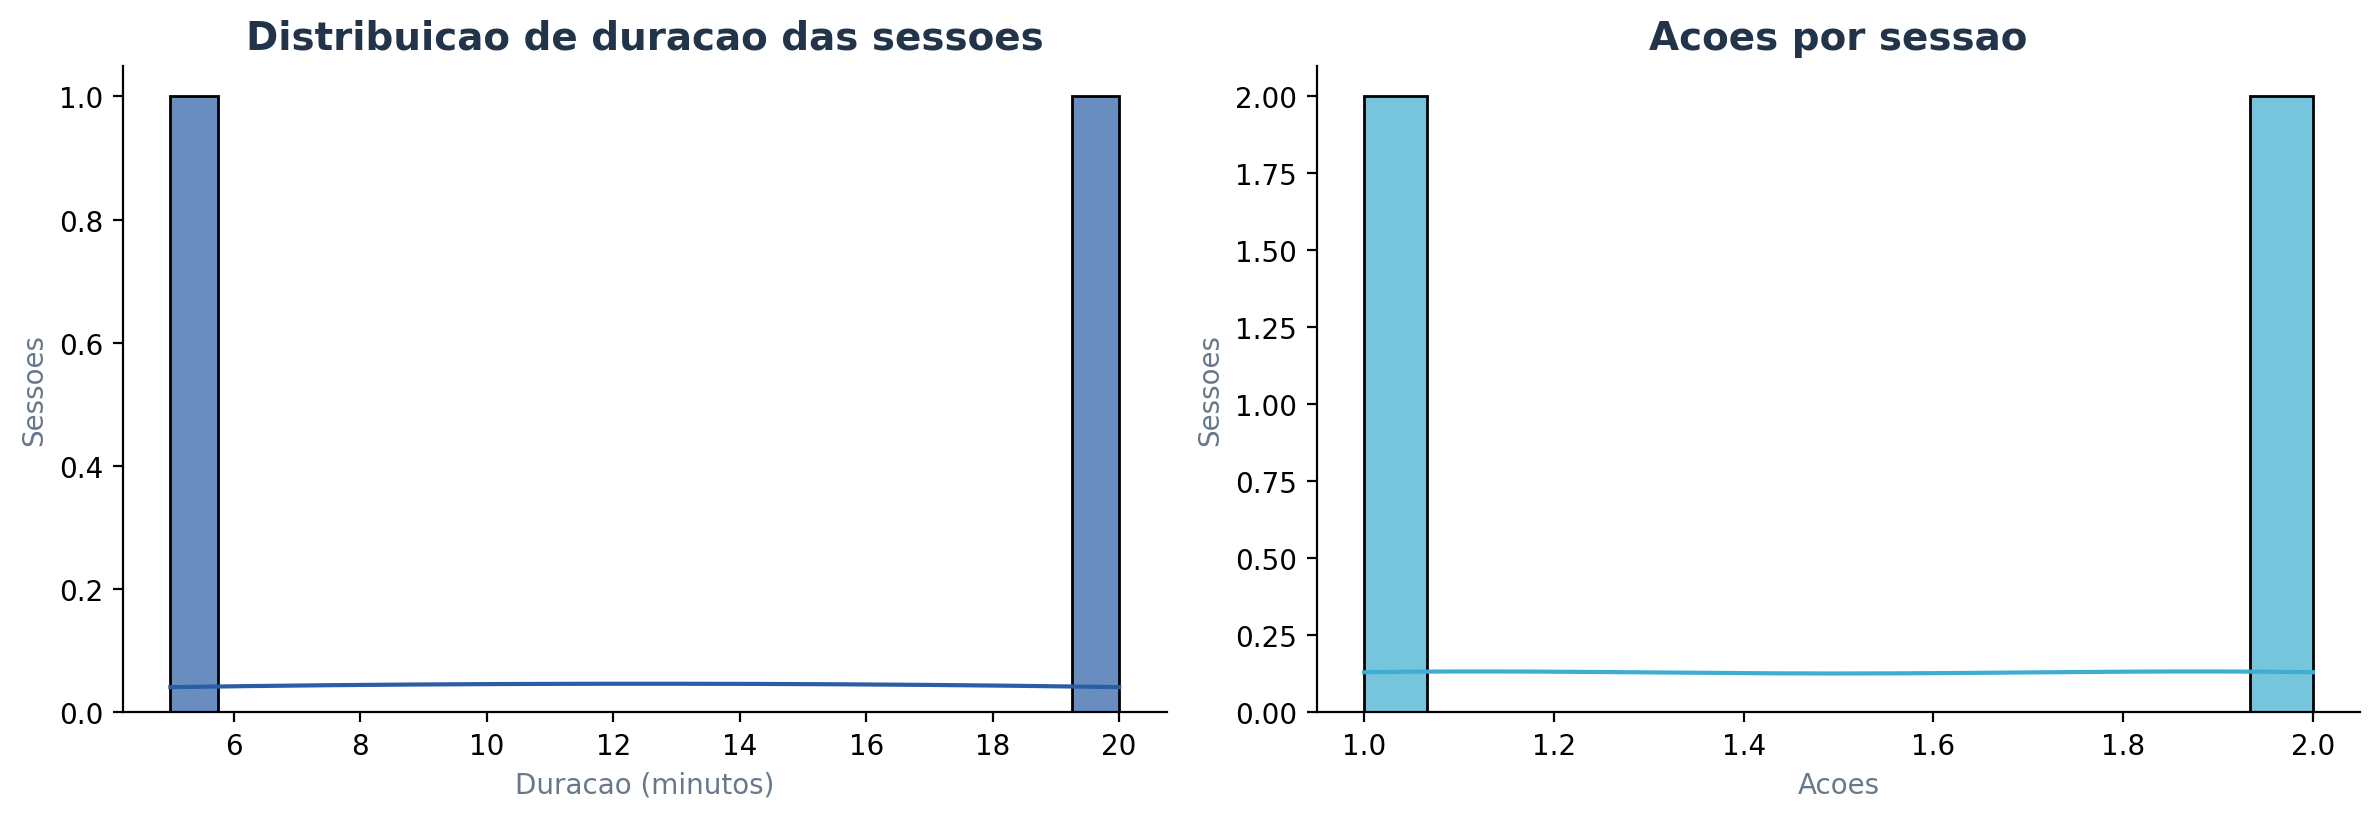 Distribuicao de duracao das sessoes
1.0
0.8
0.6
0.4
0.2
0.0
Sessoes
6 8 10 12 14 16 18 20
Duracao (minutos)
Acoes por sessao
2.00
1.75
1.50
1.25
1.00
0.75
0.50
0.25
0.00
Sessoes
1.0 1.2 1.4 1.6 1.8 2.0
Acoes